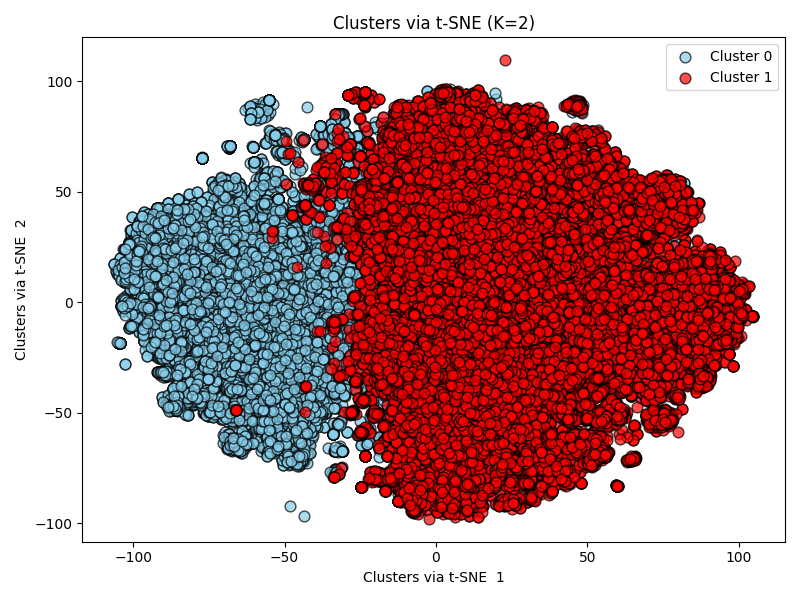 Clusters via t-SNE (K=2)
Cluster 0
Cluster 1
100
50
0
−50
−100
Clusters via t-SNE  2
−100
−50
0
50
100
Clusters via t-SNE  1